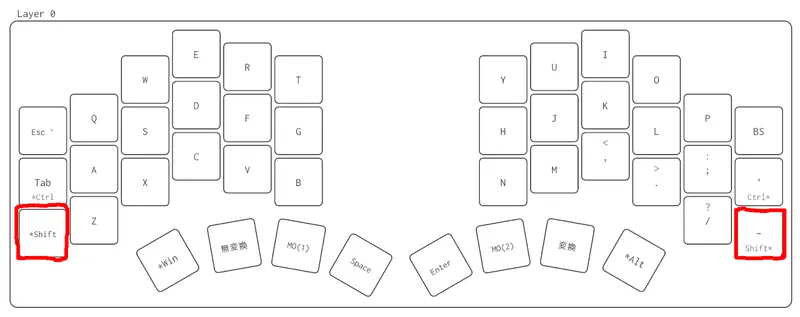 Layer 0
E
I
W
R
U
O
T
Y
Q
D
K
P
Esc `
S
F
J
L
BS
G
H
A
C
<
,
:
;
Tab
*Ctrl
X
V
M
>
.
'
Ctrl*
B
N
*Shift
Z
?
/
-
Shift*
*Win
無変換
MO(1)
Space
Enter
MO(2)
変換
*Alt